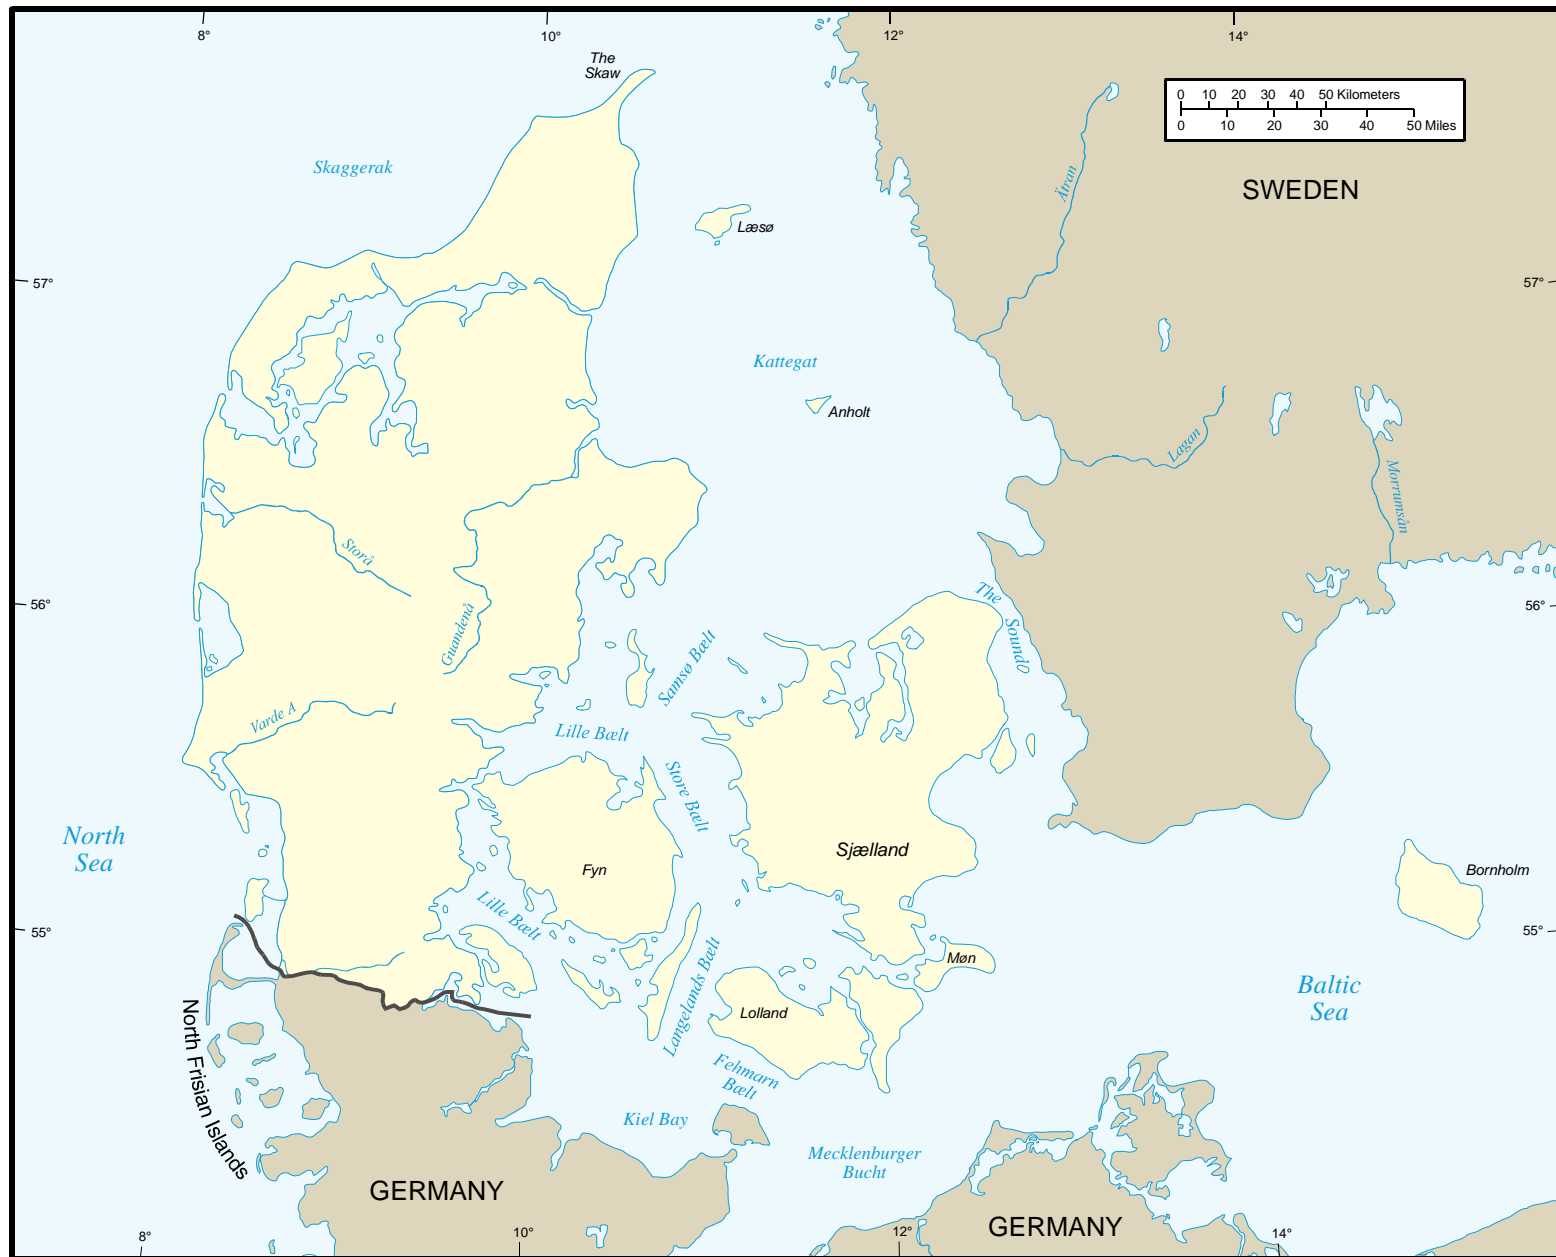 8°
10°
12°
14°
The
Skaw
0 10 20 30 40 50 Kilometers
0 10 20 30 40 50 Miles
Skaggerak
Ätran
SWEDEN
Læsø
57°
57°
Kattegat
Anholt
Lagan
Morrumsån
Storå
56°
56°
The
Sound
Guandenå
Samsø Bælt
Varde A
Lille Bælt
Store Bælt
North
Sea
Sjælland
Fyn
Bornholm
Lille Bælt
55°
55°
Møn
Langelands Bælt
Baltic
Sea
Lolland
North Frisian Islands
Fehmarn
Bælt
Kiel Bay
Mecklenburger
Bucht
GERMANY
GERMANY
8°
10°
12°
14°